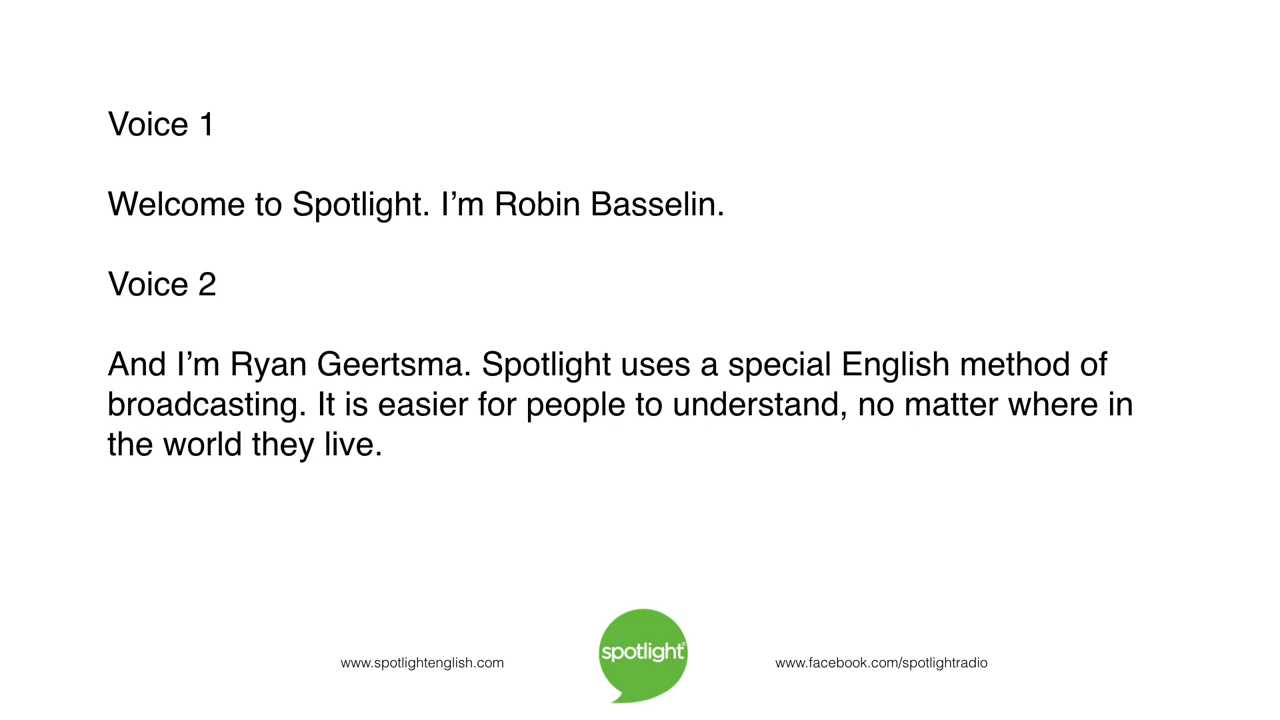 Voice 1
Welcome to Spotlight. I’m Robin Basselin.
Voice 2
And I’m Ryan Geertsma. Spotlight uses a special English method of
broadcasting. It is easier for people to understand, no matter where in
the world they live.
www.spotlightenglish.com
spotlight®
www.facebook.com/spotlightradio